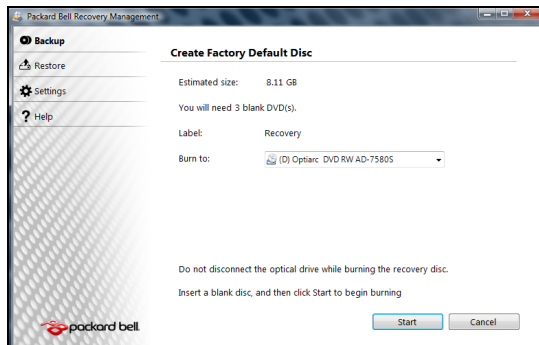 Packard Bell Recovery Management
Backup
Restore
Settings
Help
Create Factory Default Disc
Estimated size: 8.11 GB
You will need 3 blank DVD(s).
Label: Recovery
Burn to: (D) Optiarc DVD RW AD-7580S
Do not disconnect the optical drive while burning the recovery disc.
Insert a blank disc, and then click Start to begin burning
packard bell.
Start Cancel